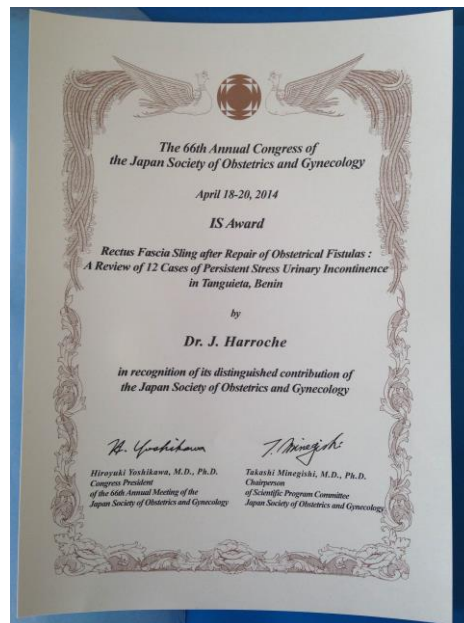 The 66th Annual Congress of
the Japan Society of Obstetrics and Gynecology
April 18-20, 2014
IS Award
Rectus Fascia Sling after Repair of Obstetrical Fistulas :
A Review of 12 Cases of Persistent Stress Urinary Incontinence
in Tanguieta, Benin
by
Dr. J. Harroche
in recognition of its distinguished contribution of
the Japan Society of Obstetrics and Gynecology
H. Yoshikawa
T. Minegishi
Hiroyuki Yoshikawa, M.D., Ph.D.
Congress President
of the 66th Annual Meeting of the
Japan Society of Obstetrics and Gynecology
Takashi Minegishi, M.D., Ph.D.
Chairperson
of Scientific Program Committee
Japan Society of Obstetrics and Gynecology